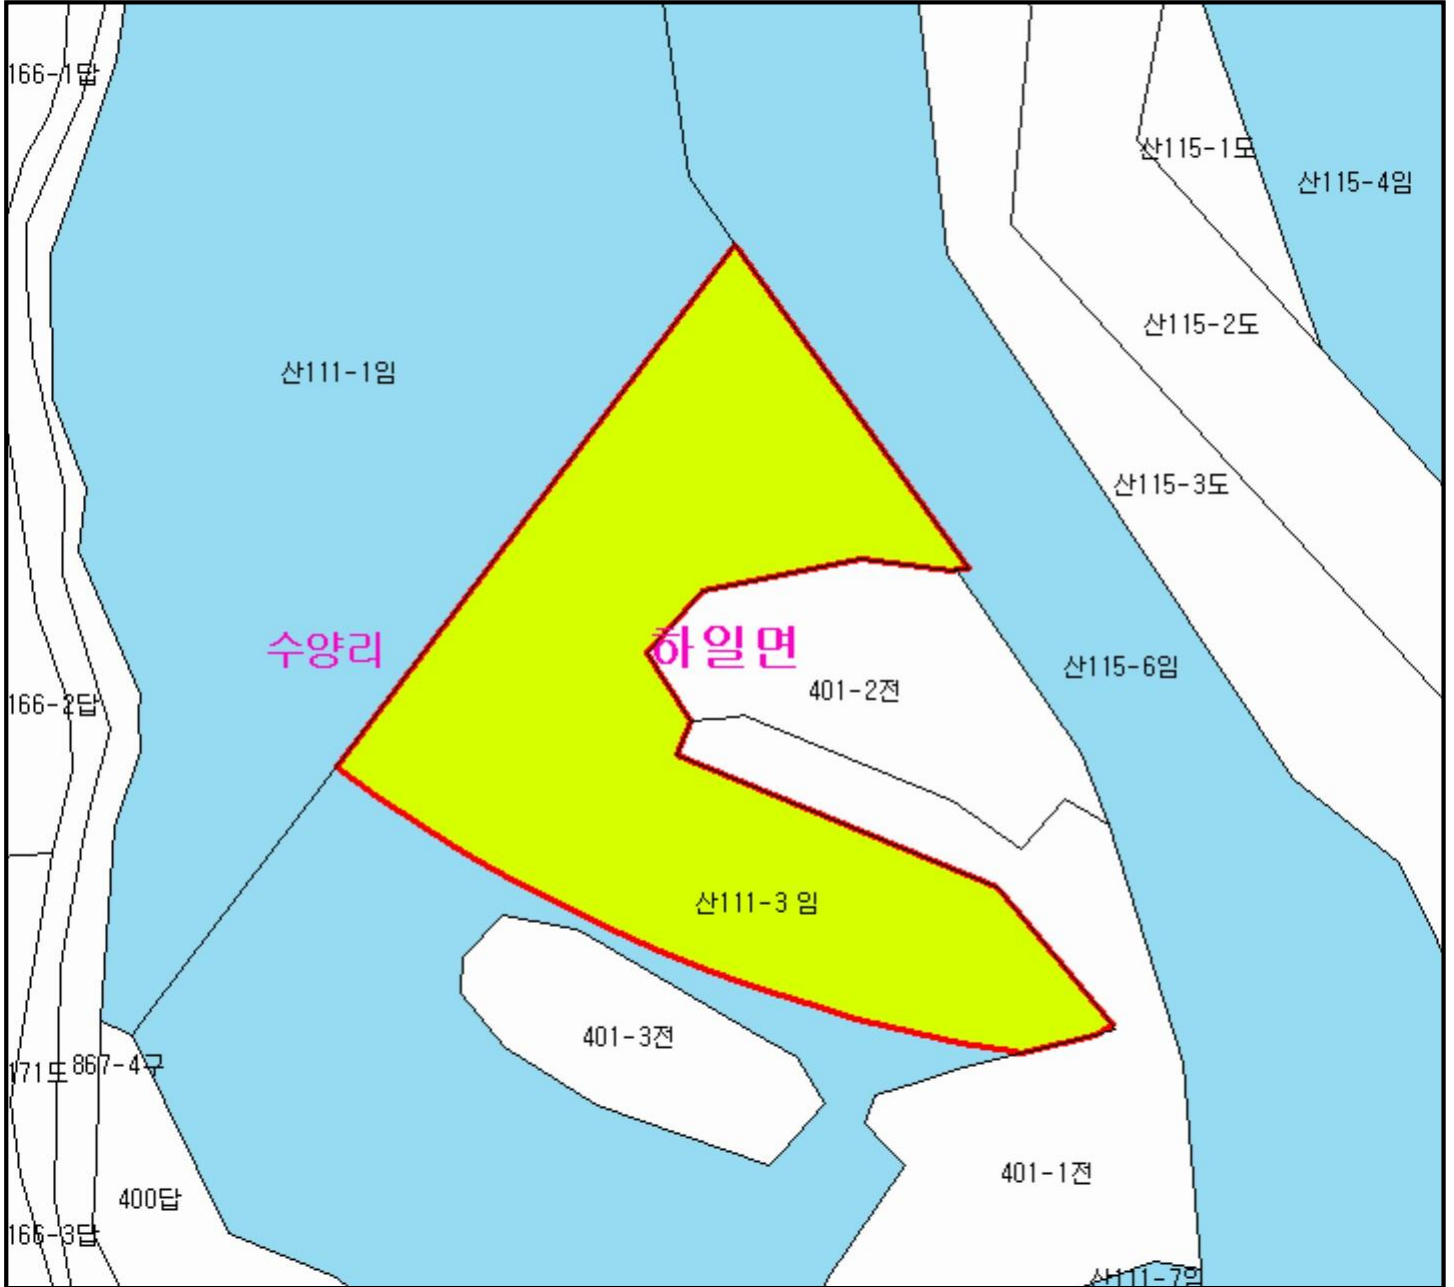 166-1답
산115-1도
산115-4임
산115-2도
산111-1임
산115-3도
수양리
하일면
산115-6임
401-2전
166-2답
산111-3 임
401-3전
171도
867-4구
401-1전
400답
166-3답
산111-7임